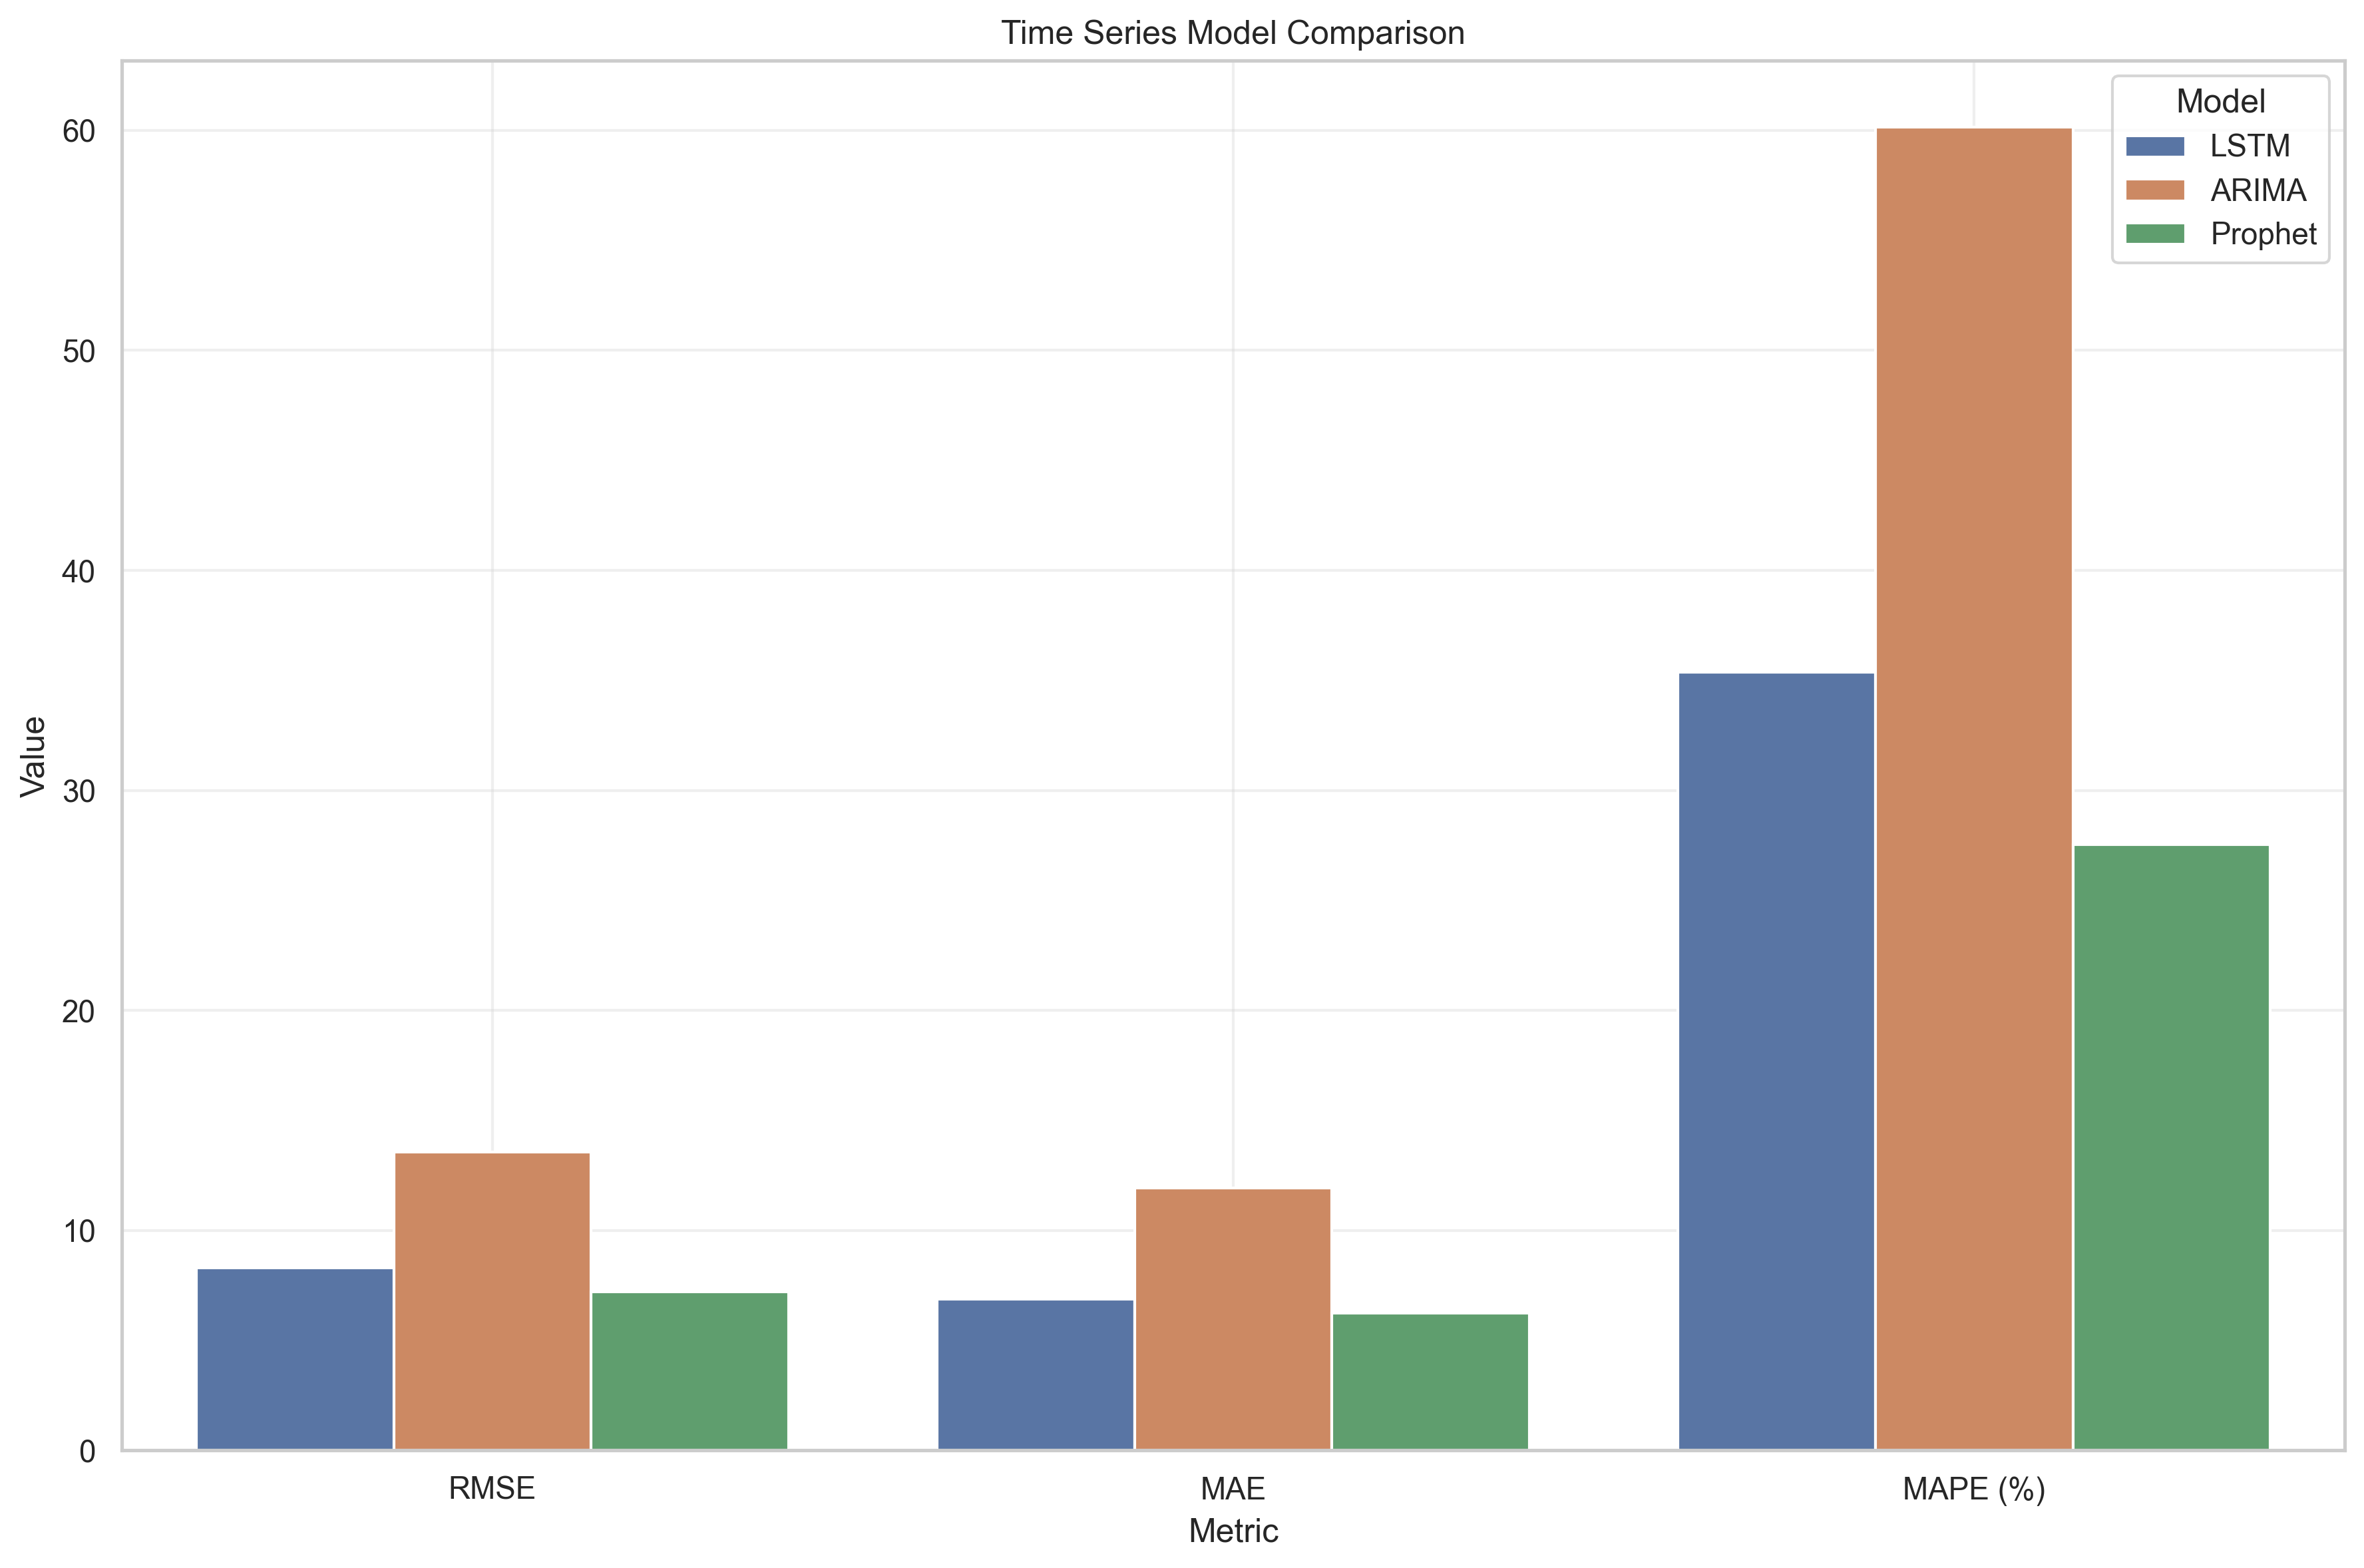 Time Series Model Comparison
Model
LSTM
ARIMA
Prophet
Value
60
50
40
30
20
10
0
RMSE
MAE
MAPE (%)
Metric